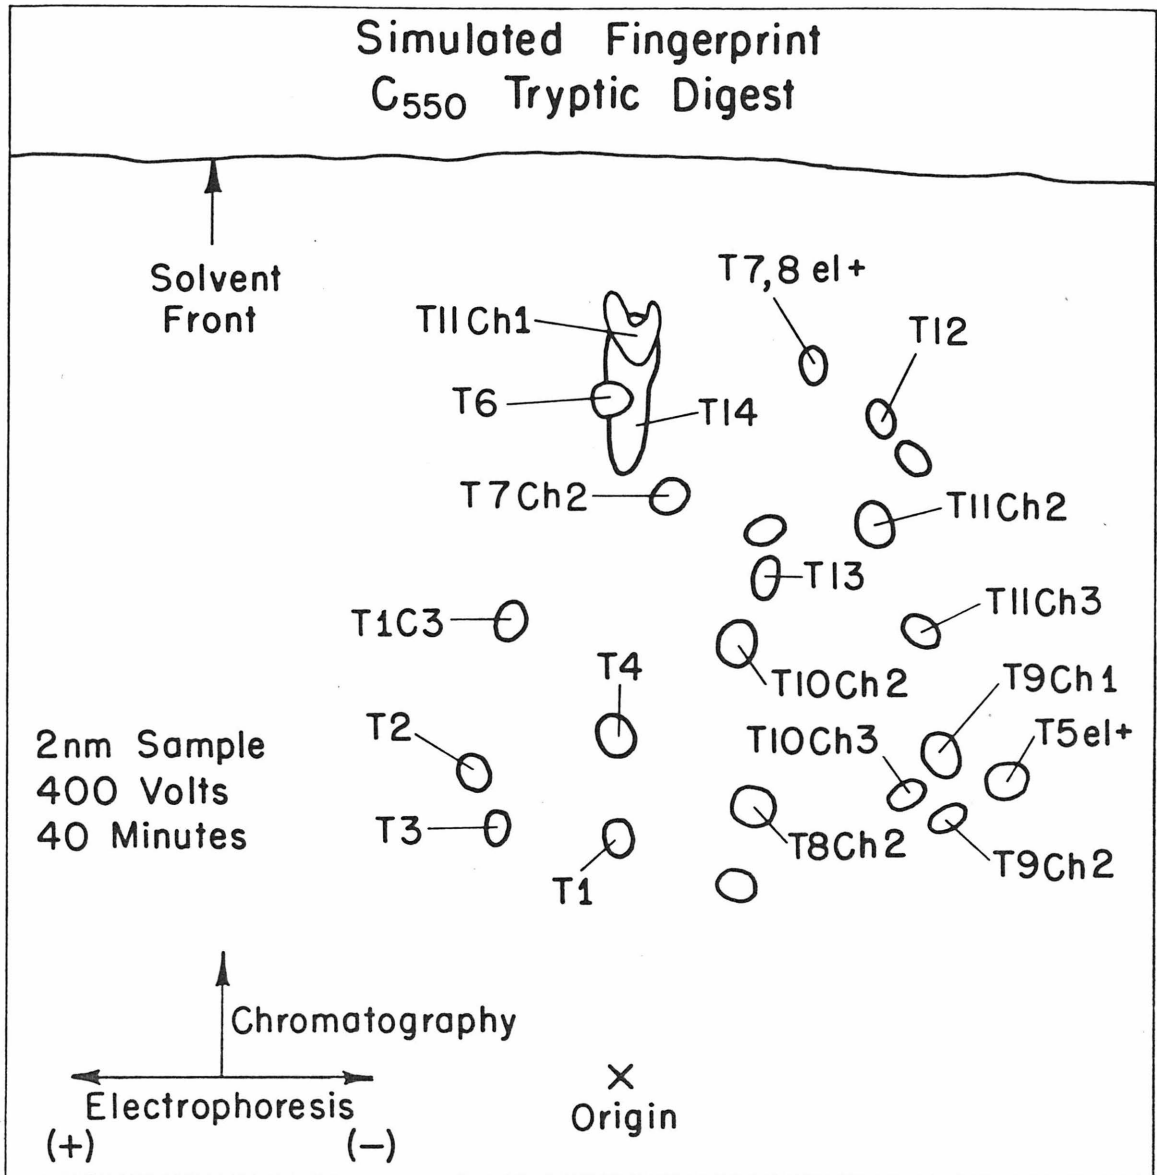 Simulated Fingerprint
C₅₅₀ Tryptic Digest
Solvent
Front
T7,8 el+
T11Ch1
T12
T6
T14
T7Ch2
T11Ch2
T13
T1C3
T11Ch3
T4
T10Ch2
T9Ch1
T2
T10Ch3
T5el+
2nm Sample
400 Volts
40 Minutes
T3
T8Ch2
T9Ch2
T1
Chromatography
Electrophoresis
(+)
(−)
×
Origin